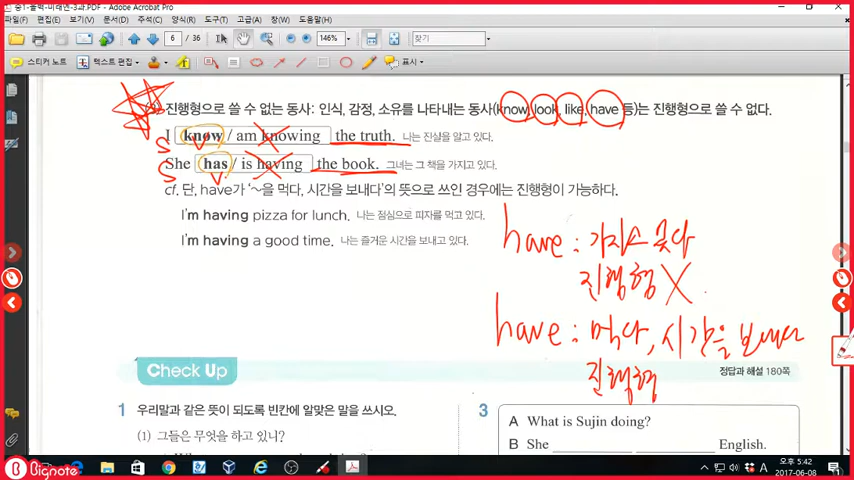 중1-블랙-미래엔-3과.pdf - Adobe Acrobat Pro
파일(F) 편집(E) 보기(V) 문서(D) 주석(C) 양식(R) 도구(T) 고급(A) 창(W) 도움말(H)
6 / 36 146% 찾기
스티커 노트 텍스트 편집 표시
진행형으로 쓸 수 없는 동사: 인식, 감정, 소유를 나타내는 동사(know, look, like, have 등)는 진행형으로 쓸 수 없다.
I know / am knowing the truth. 나는 진실을 알고 있다.
S V
She has / is having the book. 그녀는 그 책을 가지고 있다.
S V
cf. 단, have가 ‘~을 먹다, 시간을 보내다’의 뜻으로 쓰인 경우에는 진행형이 가능하다.
I'm having pizza for lunch. 나는 점심으로 피자를 먹고 있다.
I'm having a good time. 나는 즐거운 시간을 보내고 있다.
have : 가지고 있다
진행형 X
have : 먹다, 시간을 보내다
진행형
Check Up
정답과 해설 180쪽
1 우리말과 같은 뜻이 되도록 빈칸에 알맞은 말을 쓰시오.
(1) 그들은 무엇을 하고 있니?
3 A What is Sujin doing?
B She ________ ________ English.
Bignote
A 오후 5:42
2017-06-08